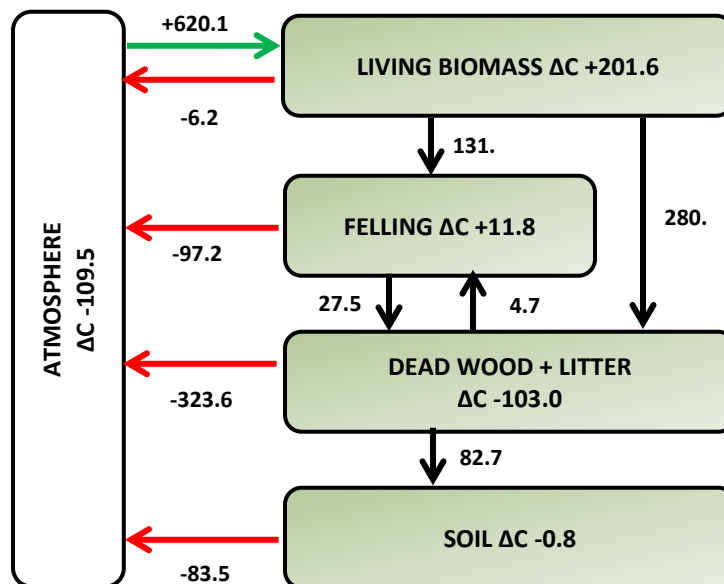 +620.1
LIVING BIOMASS ΔC +201.6
-6.2
131.
280.
FELLING ΔC +11.8
-97.2
ATMOSPHERE
ΔC -109.5
27.5
4.7
DEAD WOOD + LITTER
ΔC -103.0
-323.6
82.7
SOIL ΔC -0.8
-83.5